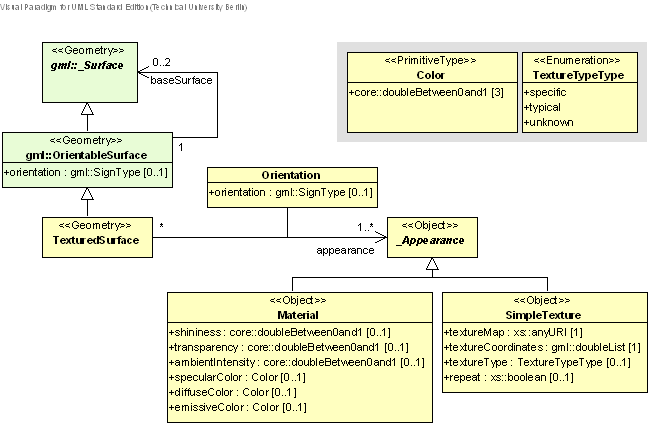 Visual Paradigm for UML Standard Edition(Technical University Berlin)
<<Geometry>>
gml::_Surface
0..2
baseSurface
<<PrimitiveType>>
Color
+core::doubleBetween0and1 [3]
<<Enumeration>>
TextureTypeType
+specific
+typical
+unknown
<<Geometry>>
gml::OrientableSurface
+orientation : gml::SignType [0..1]
1
Orientation
+orientation : gml::SignType [0..1]
<<Geometry>>
TexturedSurface
*
1..*
appearance
<<Object>>
_Appearance
<<Object>>
Material
+shininess : core::doubleBetween0and1 [0..1]
+transparency : core::doubleBetween0and1 [0..1]
+ambientIntensity : core::doubleBetween0and1 [0..1]
+specularColor : Color [0..1]
+diffuseColor : Color [0..1]
+emissiveColor : Color [0..1]
<<Object>>
SimpleTexture
+textureMap : xs::anyURI [1]
+textureCoordinates : gml::doubleList [1]
+textureType : TextureTypeType [0..1]
+repeat : xs::boolean [0..1]